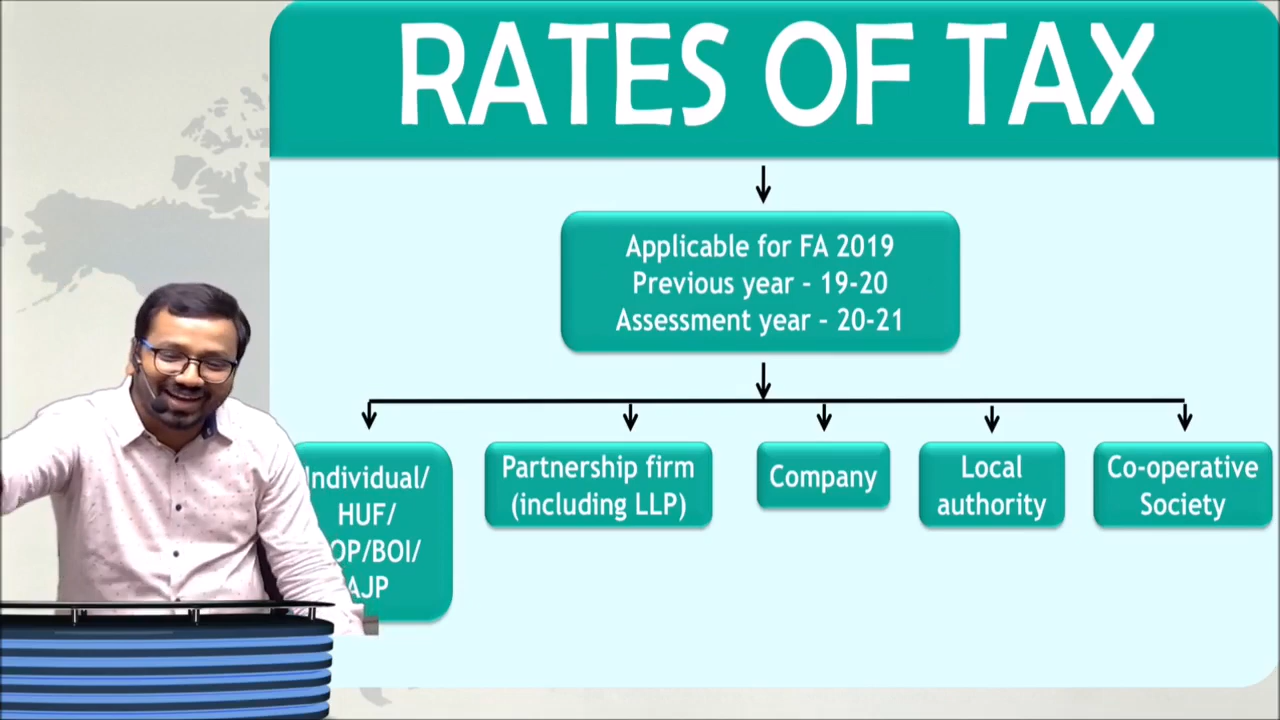 RATES OF TAX
Applicable for FA 2019
Previous year – 19-20
Assessment year – 20-21
Individual/
HUF/
OP/BOI/
AJP
Partnership firm
(including LLP)
Company
Local
authority
Co-operative
Society